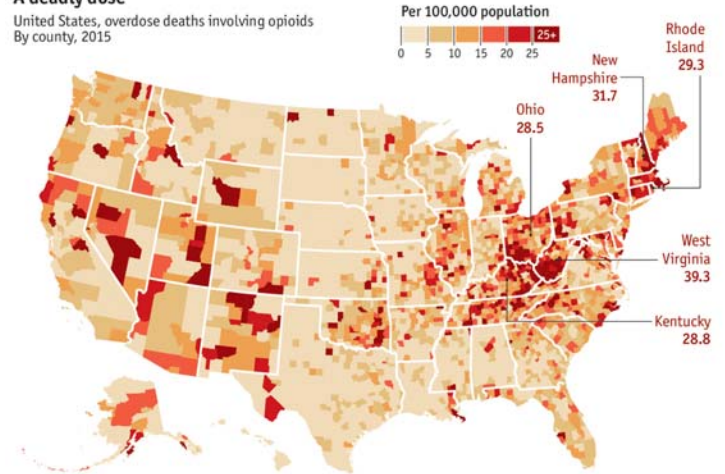 A deadly dose
United States, overdose deaths involving opioids
By county, 2015
Per 100,000 population
25+
0 5 10 15 20 25
Rhode
Island
29.3
New
Hampshire
31.7
Ohio
28.5
West
Virginia
39.3
Kentucky
28.8